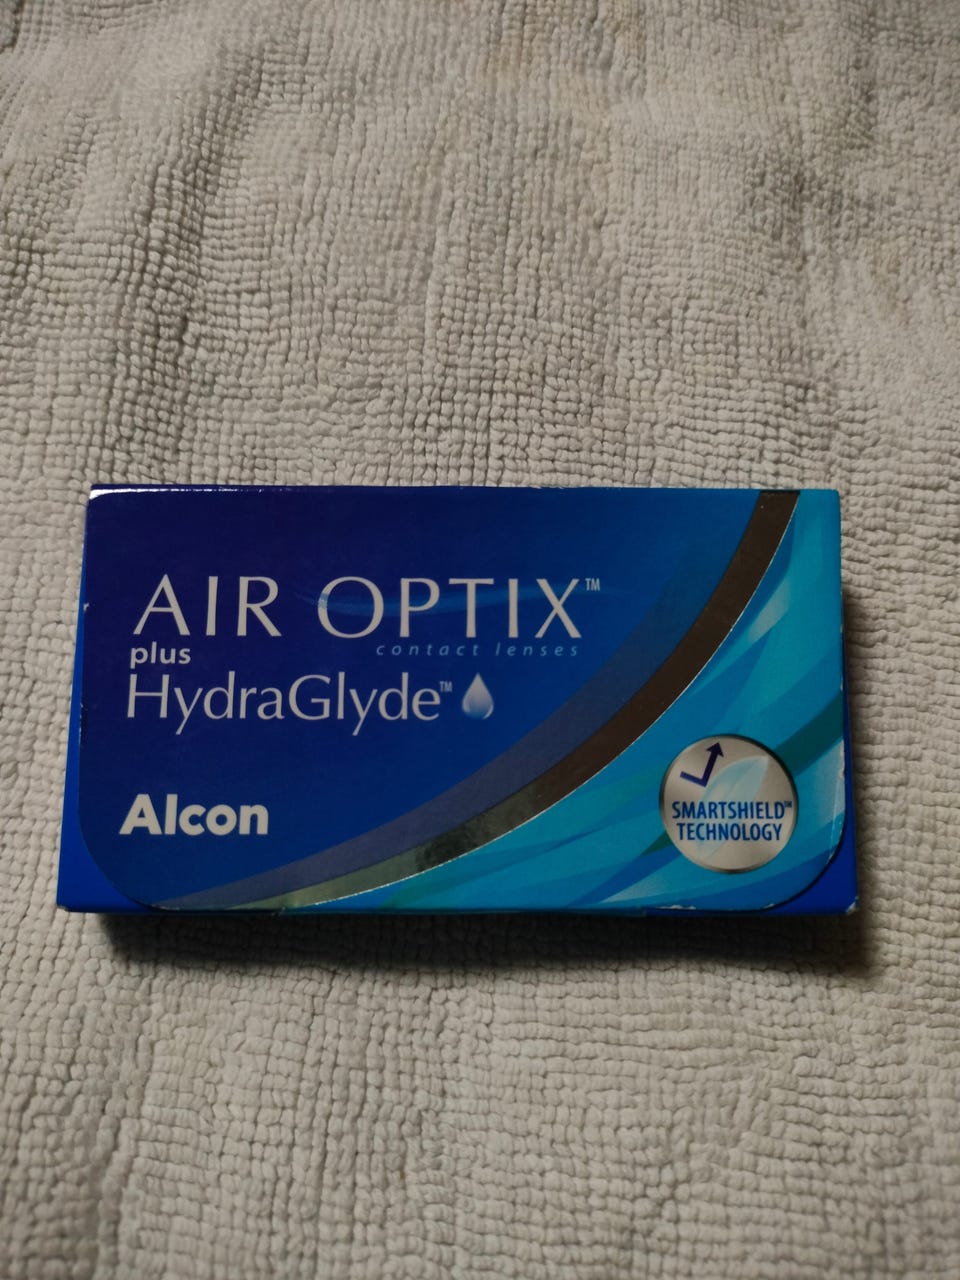 AIR OPTIX™
contact lenses
plus
HydraGlyde™
Alcon
SMARTSHIELD™
TECHNOLOGY